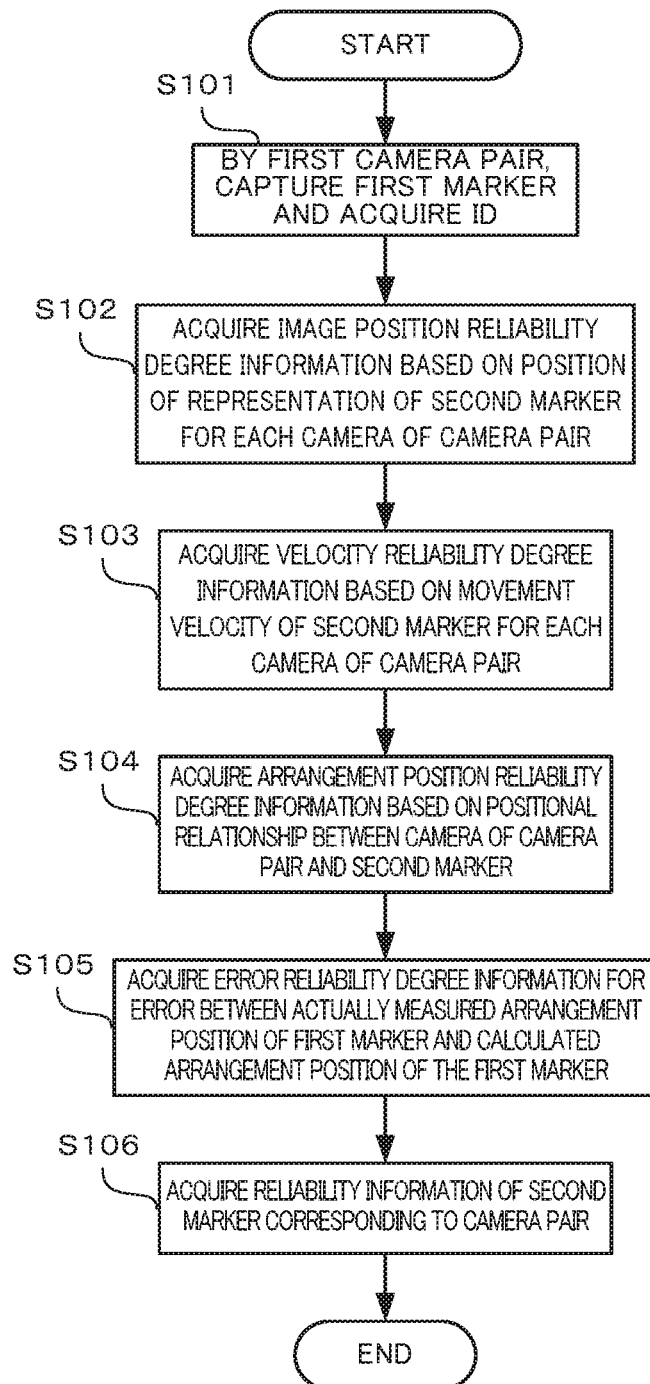 START
S101
BY FIRST CAMERA PAIR,
CAPTURE FIRST MARKER
AND ACQUIRE ID
S102
ACQUIRE IMAGE POSITION RELIABILITY
DEGREE INFORMATION BASED ON POSITION
OF REPRESENTATION OF SECOND MARKER
FOR EACH CAMERA OF CAMERA PAIR
S103
ACQUIRE VELOCITY RELIABILITY DEGREE
INFORMATION BASED ON MOVEMENT
VELOCITY OF SECOND MARKER FOR EACH
CAMERA OF CAMERA PAIR
S104
ACQUIRE ARRANGEMENT POSITION RELIABILITY
DEGREE INFORMATION BASED ON POSITIONAL
RELATIONSHIP BETWEEN CAMERA OF CAMERA
PAIR AND SECOND MARKER
S105
ACQUIRE ERROR RELIABILITY DEGREE INFORMATION FOR
ERROR BETWEEN ACTUALLY MEASURED ARRANGEMENT
POSITION OF FIRST MARKER AND CALCULATED
ARRANGEMENT POSITION OF THE FIRST MARKER
S106
ACQUIRE RELIABILITY INFORMATION OF SECOND
MARKER CORRESPONDING TO CAMERA PAIR
END